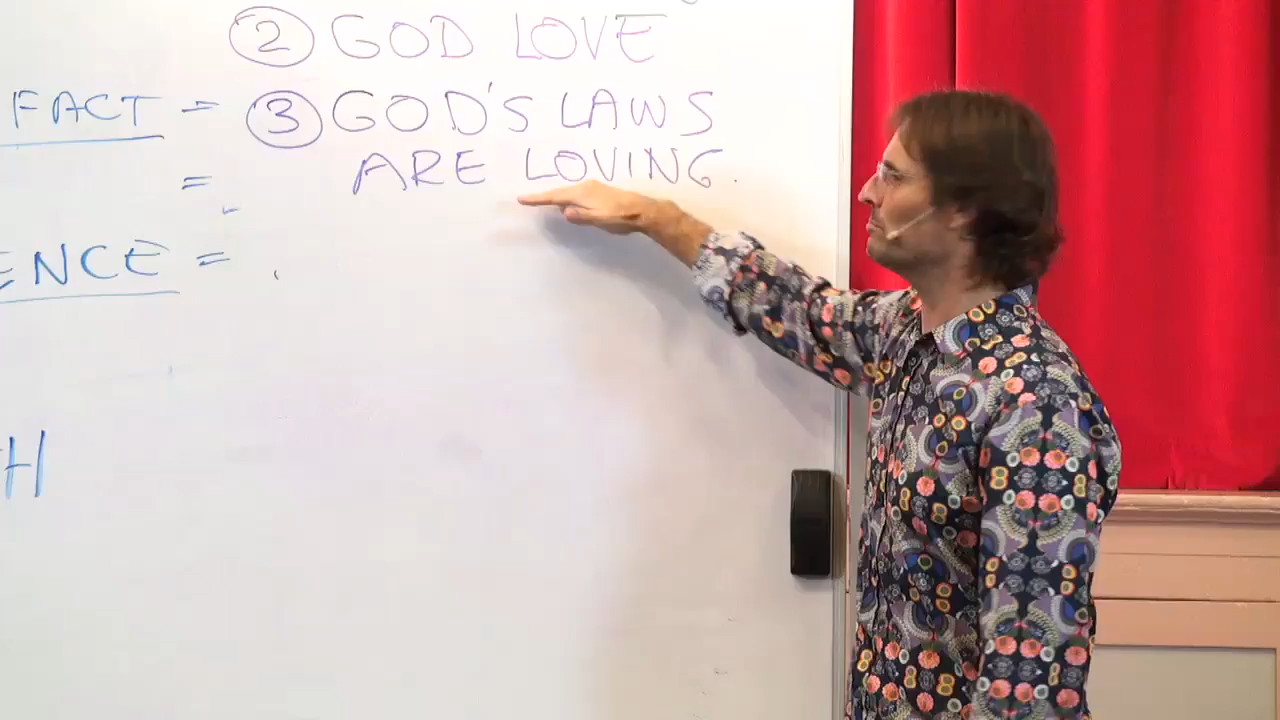 ② GOD LOVE
FACT = ③ GOD'S LAWS
= ARE LOVING.
ENCE =
H